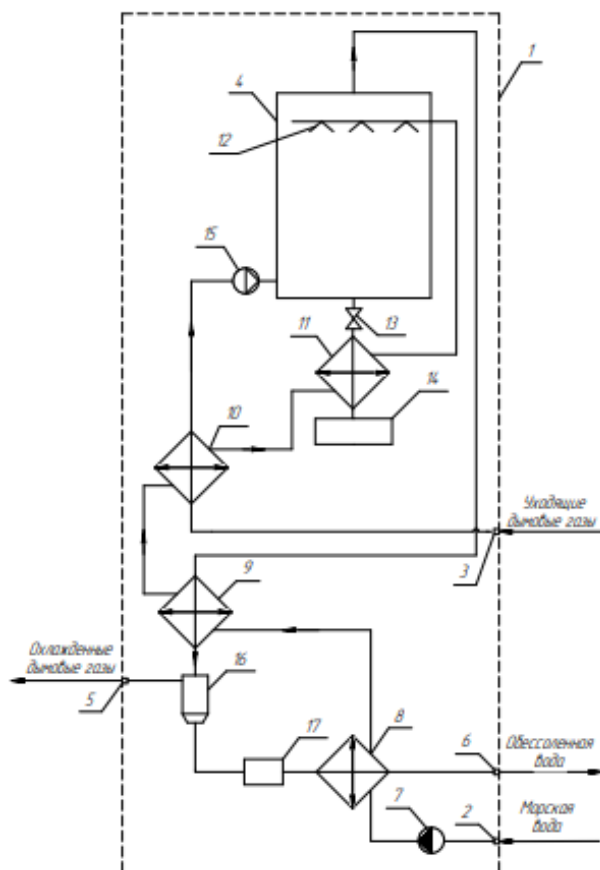 1
4
12
15
13
11
14
10
Уходящие
дымовые газы
3
9
Охлажденные
дымовые газы
16
5
8
17
6
Обессоленная
вода
7
2
Морская
вода